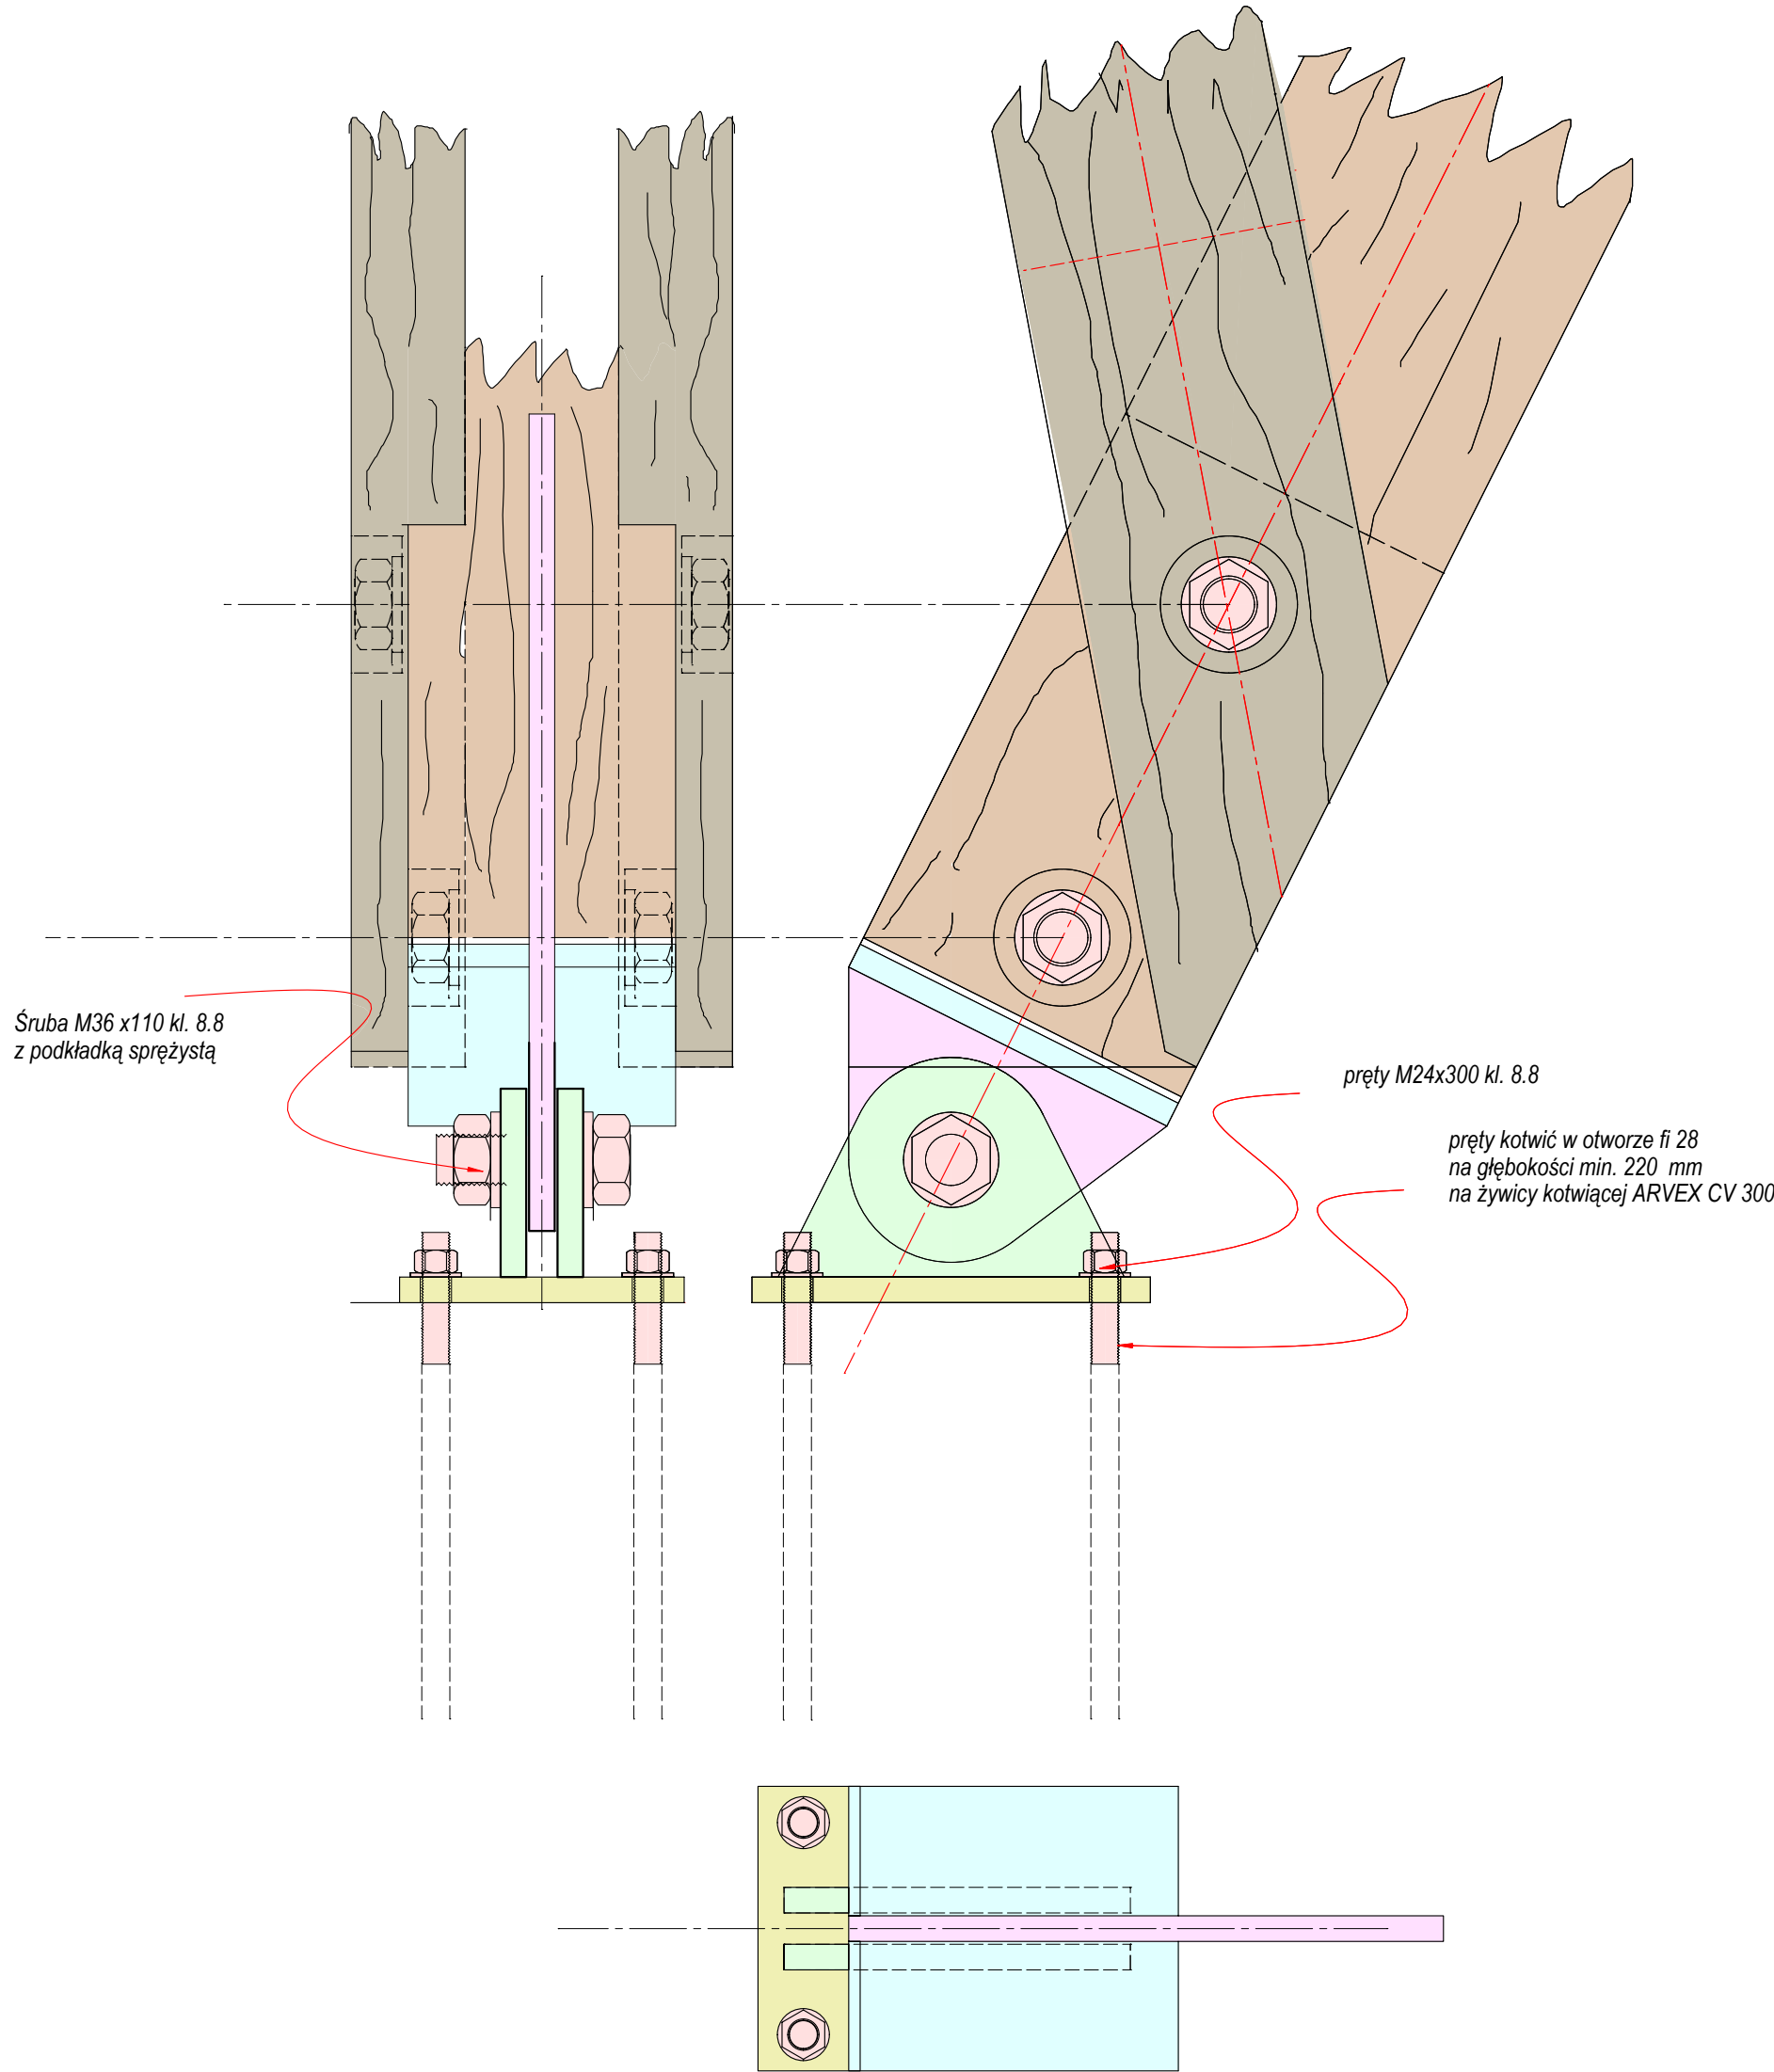 Śruba M36 x110 kl. 8.8
z podkładką sprężystą
pręty M24x300 kl. 8.8
pręty kotwić w otworze fi 28
na głębokości min. 220 mm
na żywicy kotwiącej ARVEX CV 300